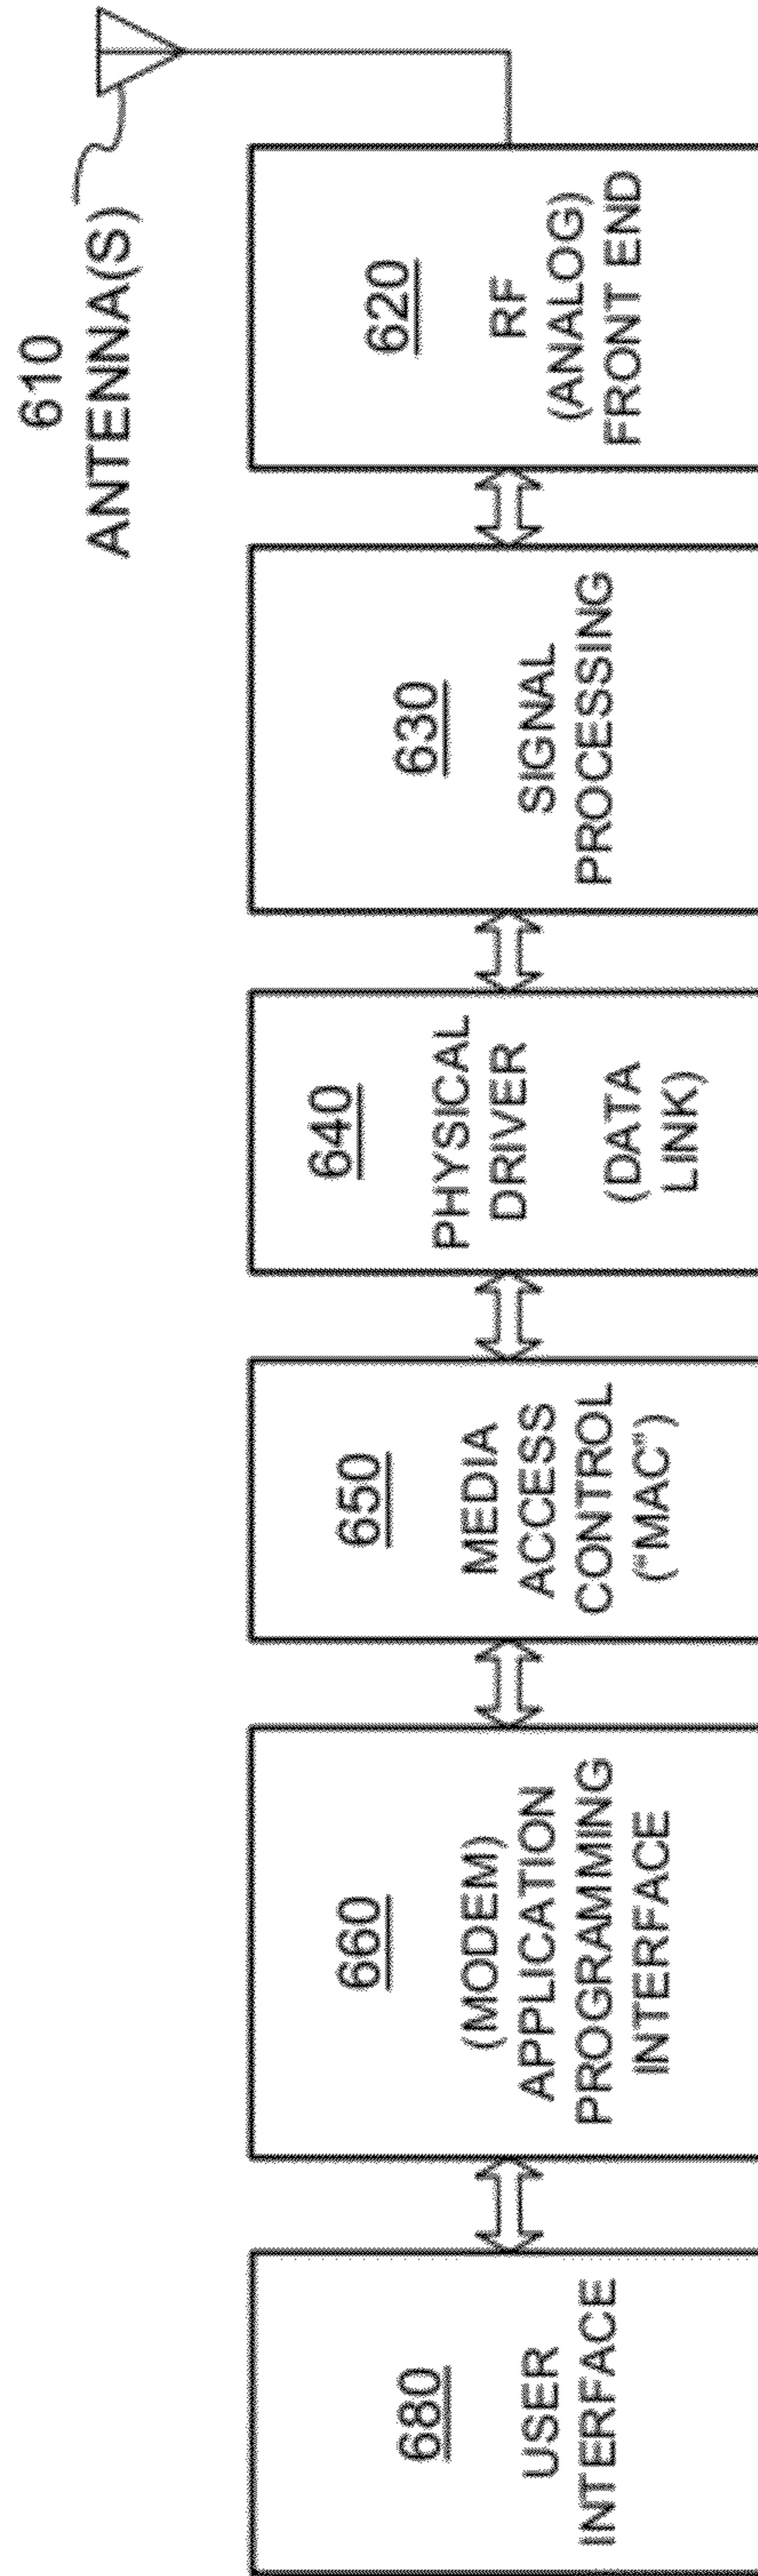 610
ANTENNA(S)
680
USER
INTERFACE
660
(MODEM)
APPLICATION
PROGRAMMING
INTERFACE
650
MEDIA
ACCESS
CONTROL
("MAC")
640
PHYSICAL
DRIVER
(DATA
LINK)
630
SIGNAL
PROCESSING
620
RF
(ANALOG)
FRONT END